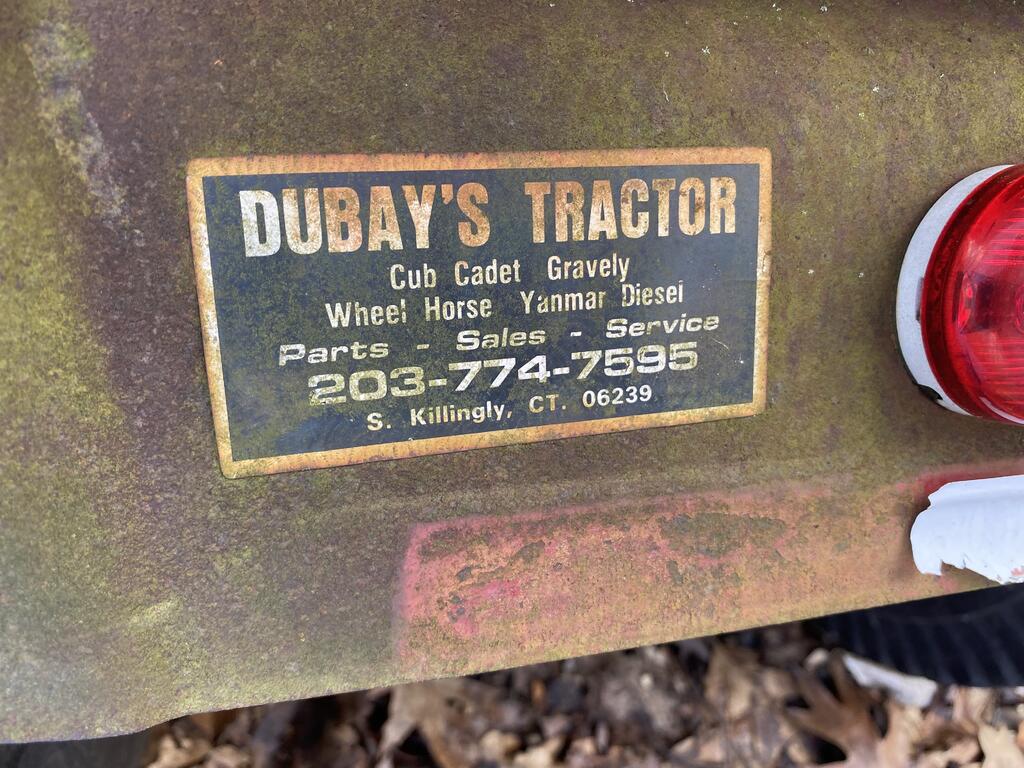 DUBAY'S TRACTOR
Cub Cadet Gravely
Wheel Horse Yanmar Diesel
Parts - Sales - Service
203-774-7595
S. Killingly, CT. 06239